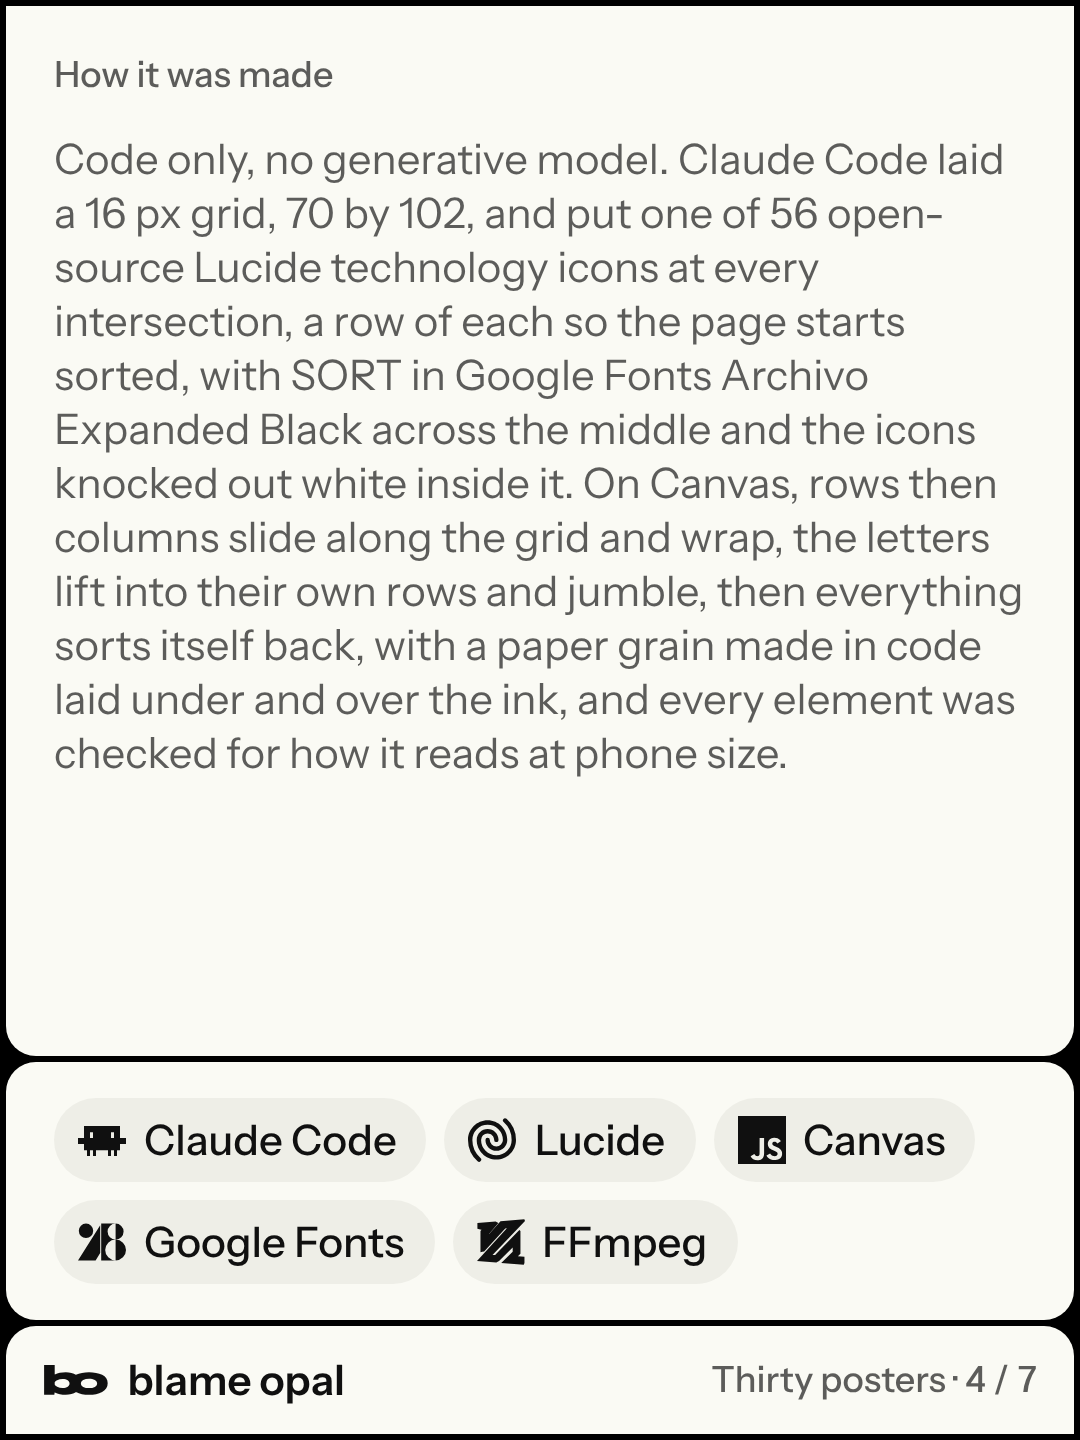 How it was made
Code only, no generative model. Claude Code laid
a 16 px grid, 70 by 102, and put one of 56 open-
source Lucide technology icons at every
intersection, a row of each so the page starts
sorted, with SORT in Google Fonts Archivo
Expanded Black across the middle and the icons
knocked out white inside it. On Canvas, rows then
columns slide along the grid and wrap, the letters
lift into their own rows and jumble, then everything
sorts itself back, with a paper grain made in code
laid under and over the ink, and every element was
checked for how it reads at phone size.
Claude Code
Lucide
JS Canvas
Google Fonts
FFmpeg
bo blame opal
Thirty posters · 4 / 7